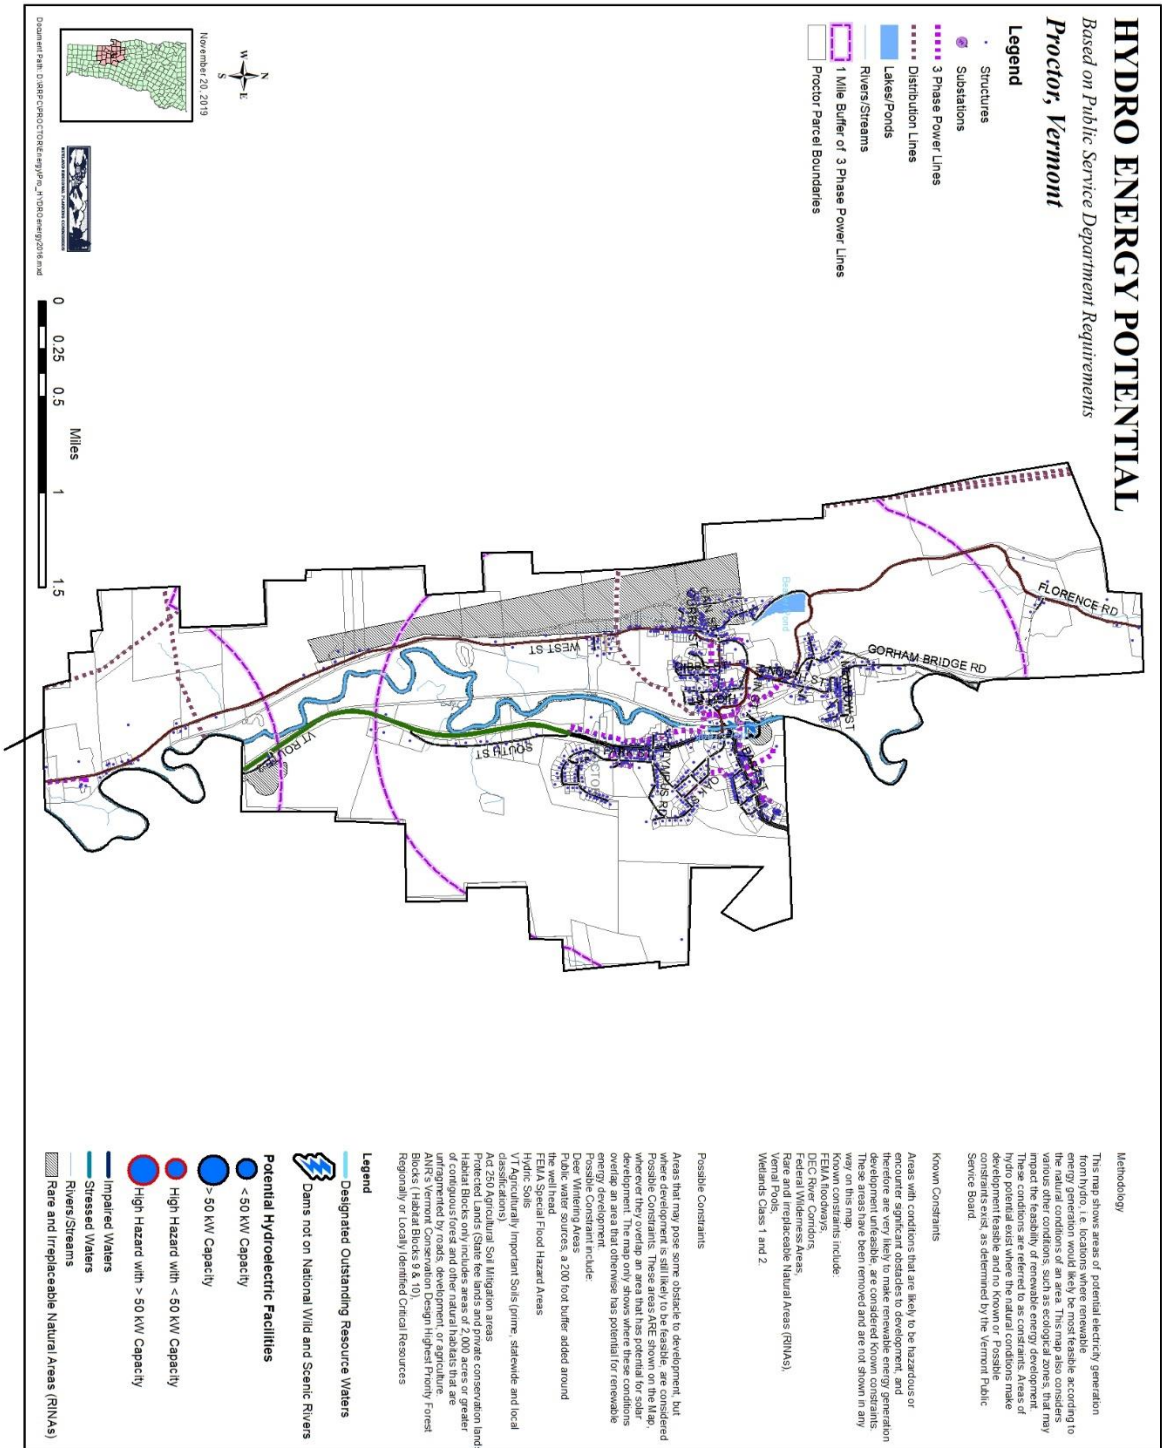 HYDRO ENERGY POTENTIAL
Based on Public Service Department Requirements
Proctor, Vermont
Legend
Structures
Substations
3 Phase Power Lines
Distribution Lines
Lakes/Ponds
Rivers/Streams
1 Mile Buffer of 3 Phase Power Lines
Proctor Parcel Boundaries
N
W
E
S
November 20, 2019
0 0.25 0.5 1 1.5
Miles
FLORENCE RD
GORHAM BRIDGE RD
WEST ST
SOUTH ST
Methodology
This map shows areas of potential electricity generation
from hydro, i.e. locations where renewable
energy generation would likely be most feasible according to
the natural conditions of an area. This map also considers
various other conditions, such as ecological zones, that may
impact the feasibility of renewable energy development.
These conditions are referred to as constraints. Areas of
hydro potential exist where the natural conditions make
development feasible and no Known or Possible
constraints exist, as determined by the Vermont Public
Service Board.
Known Constraints
Areas with conditions that are likely to be hazardous or
encounter significant obstacles to development, and
therefore are very likely to make renewable energy generation
development unfeasible, are considered Known constraints.
These areas have been removed and are not shown in any
way on this map.
Known constraints include:
FEMA floodways,
DEC River Corridors,
Federal Wilderness Areas,
Rare and Irreplaceable Natural Areas (RINAs),
Vernal Pools,
Wetlands Class 1 and 2.
Possible Constraints
Areas that may pose some obstacle to development, but
where development is still likely to be feasible, are considered
Possible Constraints. These areas ARE shown on the Map,
wherever they overlap an area that has potential for solar
development. The map only shows where these conditions
overlap an area that otherwise has potential for renewable
energy development.
Possible Constraint include:
Deer Wintering Areas
Public water sources, a 200 foot buffer added around
the well head.
FEMA Special Flood Hazard Areas
Hydric Soils
VT Agriculturally Important Soils (prime, statewide and local
classifications)
Act 250 Agricultural Soil Mitigation areas
Protected Lands (State fee lands and private conservation land
Habitat Blocks only includes areas of 2,000 acres or greater
of contiguous forest and other natural habitats that are
unfragmented by roads, development, or agriculture.
ANR's Vermont Conservation Design Highest Priority Forest
Blocks (Habitat Blocks 9 & 10),
Regionally or Locally Identified Critical Resources
Legend
Designated Outstanding Resource Waters
Dams not on National Wild and Scenic Rivers
Potential Hydroelectric Facilities
< 50 kW Capacity
> 50 kW Capacity
High Hazard with < 50 kW Capacity
High Hazard with > 50 kW Capacity
Impaired Waters
Stressed Waters
Rivers/Streams
Rare and Irreplaceable Natural Areas (RINAs)